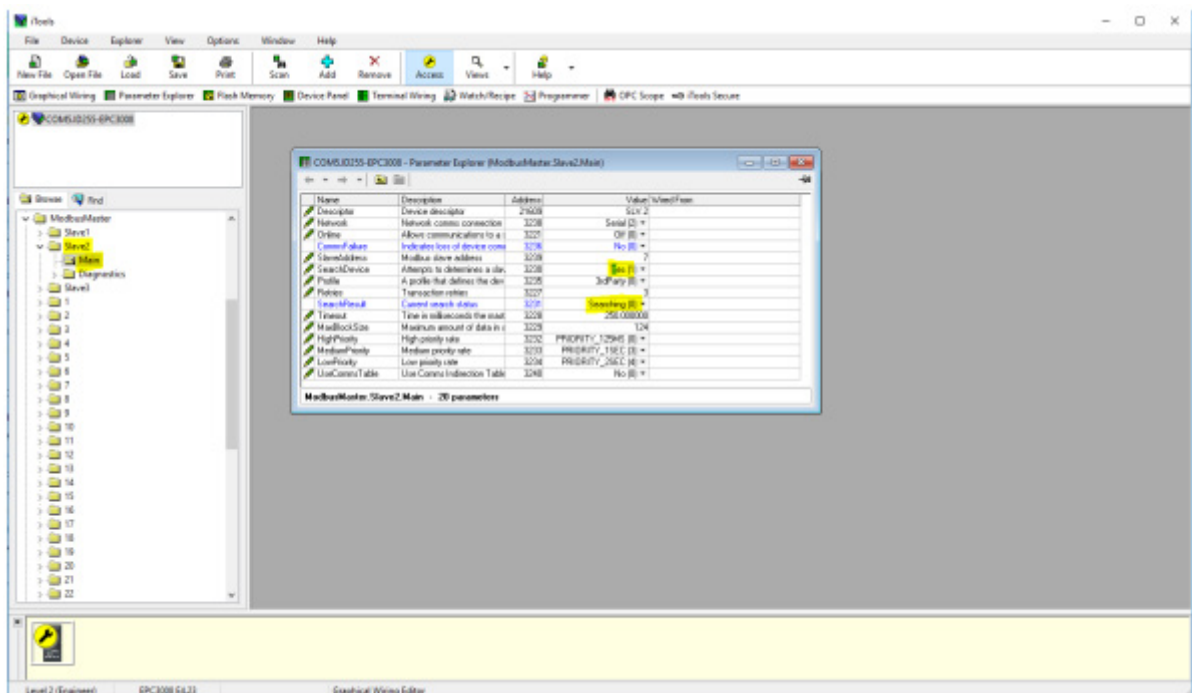 iTools
File Device Explorer View Options Window Help
New File Open File Load Save Print Scan Add Remove Access Views Help
Graphical Wiring Parameter Explorer Flash Memory Device Panel Terminal Wiring Watch/Recipe Programmer OPC Scope iTools Secure
COM5.ID255-EPC3008
Browse Find
ModbusMaster
Slave1
Slave2
Main
Diagnostics
Slave3
1
2
3
4
5
6
7
8
9
10
11
12
13
14
15
16
17
18
19
20
21
22
COM5.ID255-EPC3008 - Parameter Explorer (ModbusMaster.Slave2.Main)
Name Description Address Value Wired From
Descriptor Device descriptor 21609 SLV 2
Network Network comms connection 3238 Serial (2)
Online Allows communications to a 3221 Off (0)
CommFailure Indicates loss of device comm 3236 No (0)
SlaveAddress Modbus slave address 3239 7
SearchDevice Attempts to determines a slav 3230 Yes (1)
Profile A profile that defines the dev 3235 3rdParty (0)
Retries Transaction retries 3227 3
SearchResult Current search status 3231 Searching (0)
Timeout Time in milliseconds the mast 3228 250.000000
MaxBlockSize Maximum amount of data in a 3229 124
HighPriority High priority rate 3232 PRIORITY_125MS (0)
MediumPriority Medium priority rate 3233 PRIORITY_1SEC (3)
LowPriority Low priority rate 3234 PRIORITY_2SEC (4)
UseCommsTable Use Comms Indirection Table 3240 No (0)
ModbusMaster.Slave2.Main - 20 parameters
Level 2 (Engineer) EPC3008 Graphical Wiring Editor